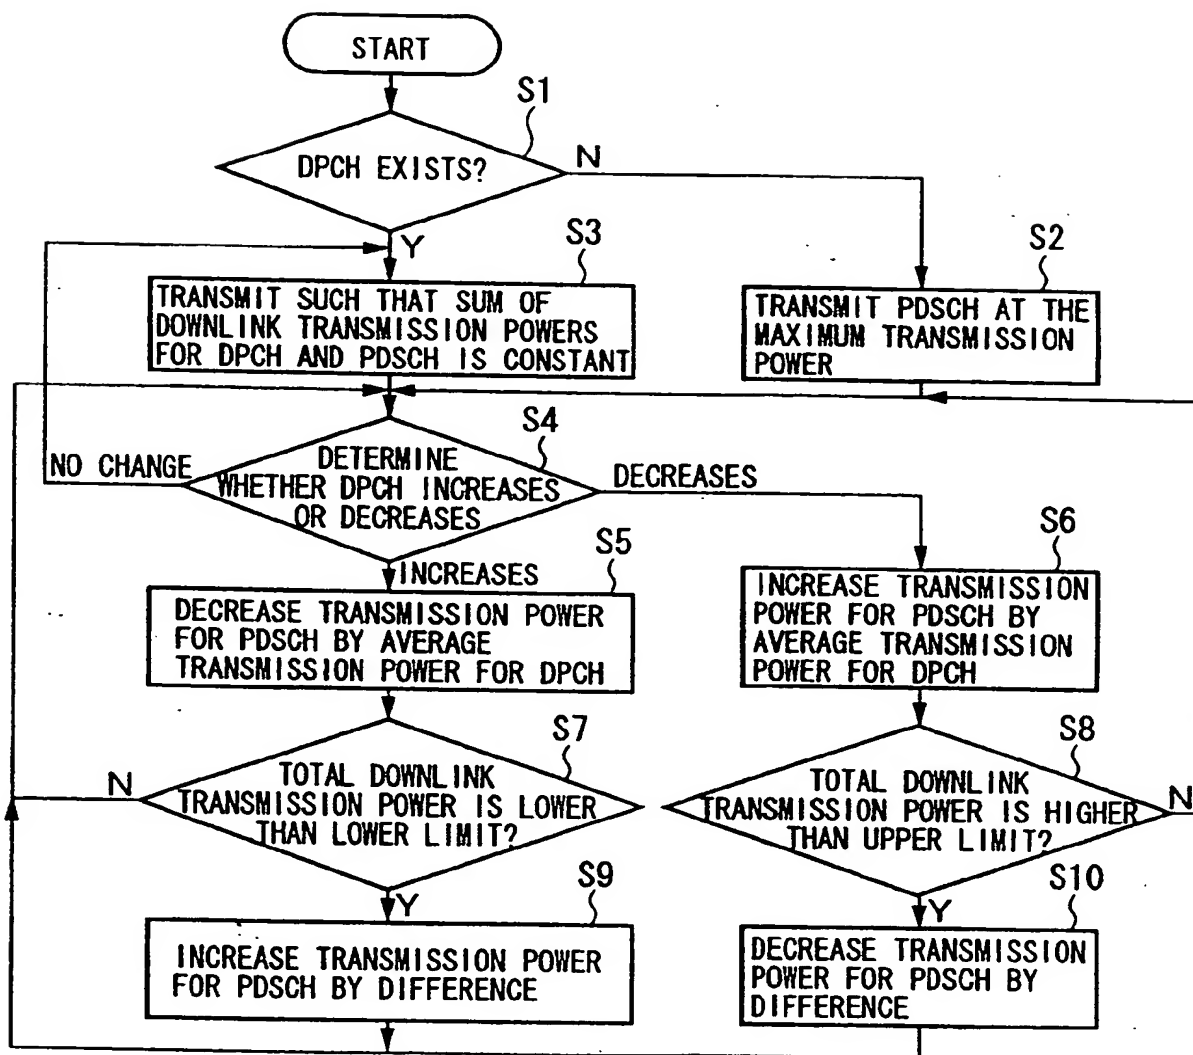 START
S1
DPCH EXISTS?
N
Y
S3
TRANSMIT SUCH THAT SUM OF
DOWNLINK TRANSMISSION POWERS
FOR DPCH AND PDSCH IS CONSTANT
S2
TRANSMIT PDSCH AT THE
MAXIMUM TRANSMISSION
POWER
S4
NO CHANGE
DETERMINE
WHETHER DPCH INCREASES
OR DECREASES
DECREASES
INCREASES
S5
DECREASE TRANSMISSION POWER
FOR PDSCH BY AVERAGE
TRANSMISSION POWER FOR DPCH
S6
INCREASE TRANSMISSION
POWER FOR PDSCH BY
AVERAGE TRANSMISSION
POWER FOR DPCH
S7
N
TOTAL DOWNLINK
TRANSMISSION POWER IS LOWER
THAN LOWER LIMIT?
Y
S8
TOTAL DOWNLINK
TRANSMISSION POWER IS HIGHER
THAN UPPER LIMIT?
N
Y
S9
INCREASE TRANSMISSION POWER
FOR PDSCH BY DIFFERENCE
S10
DECREASE TRANSMISSION
POWER FOR PDSCH BY
DIFFERENCE